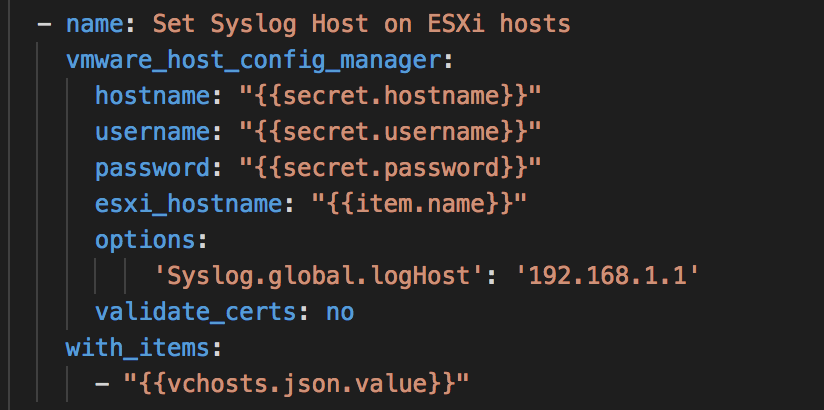 - name: Set Syslog Host on ESXi hosts
  vmware_host_config_manager:
    hostname: "{{secret.hostname}}"
    username: "{{secret.username}}"
    password: "{{secret.password}}"
    esxi_hostname: "{{item.name}}"
    options:
        'Syslog.global.logHost': '192.168.1.1'
    validate_certs: no
  with_items:
    - "{{vchosts.json.value}}"